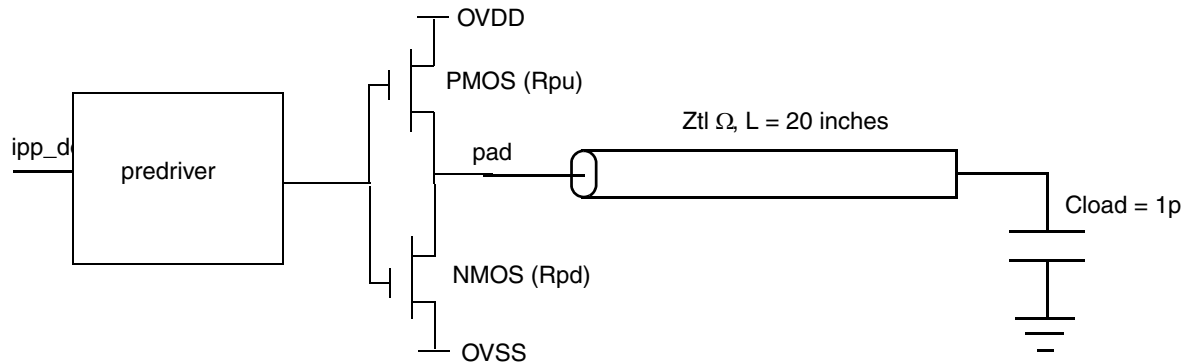 OVDD
PMOS (Rpu)
Ztl Ω, L = 20 inches
predriver
pad
Cload = 1p
NMOS (Rpd)
OVSS